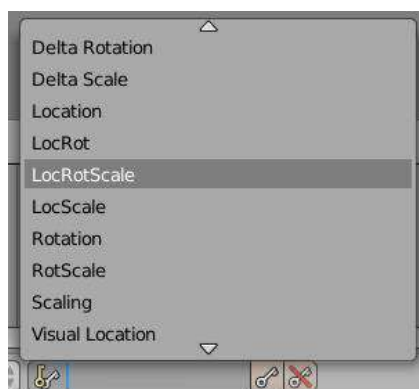 Delta Rotation
Delta Scale
Location
LocRot
LocRotScale
LocScale
Rotation
RotScale
Scaling
Visual Location